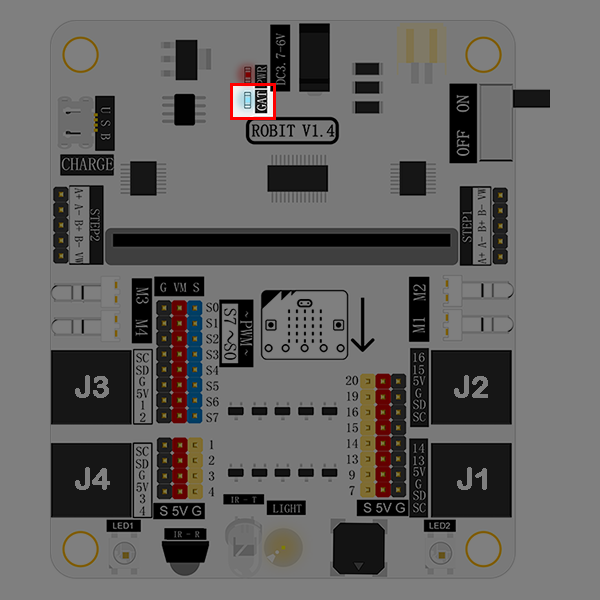 DC3.7-6V
PWR
GAT
ROBIT V1.4
ON
OFF
USB
CHARGE
A+ A- B+ B- VW
STEP2
STEP1
A+ A- B+ B- VW
M3
M4
G VM S
S0
S1
S2
S3
S4
S5
S6
S7
~PWM~
S7~S0
M2
M1
J3
SC
SD
G
5V
1
2
16
15
5V
G
SD
SC
J2
20
19
16
15
14
13
9
7
S 5V G
J4
SC
SD
G
5V
3
4
1
2
3
4
S 5V G
14
13
5V
G
SD
SC
J1
LED1
IR-R
IR-T
LIGHT
LED2